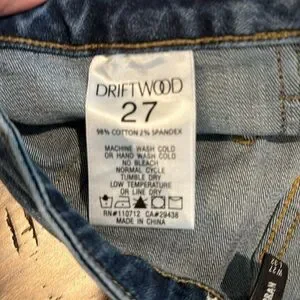 DRIFTWOOD
27
98% COTTON 2% SPANDEX
MACHINE WASH COLD
OR HAND WASH COLD
NO BLEACH
NORMAL CYCLE
TUMBLE DRY
LOW TEMPERATURE
OR LINE DRY
RN#110712 CA#29438
MADE IN CHINA